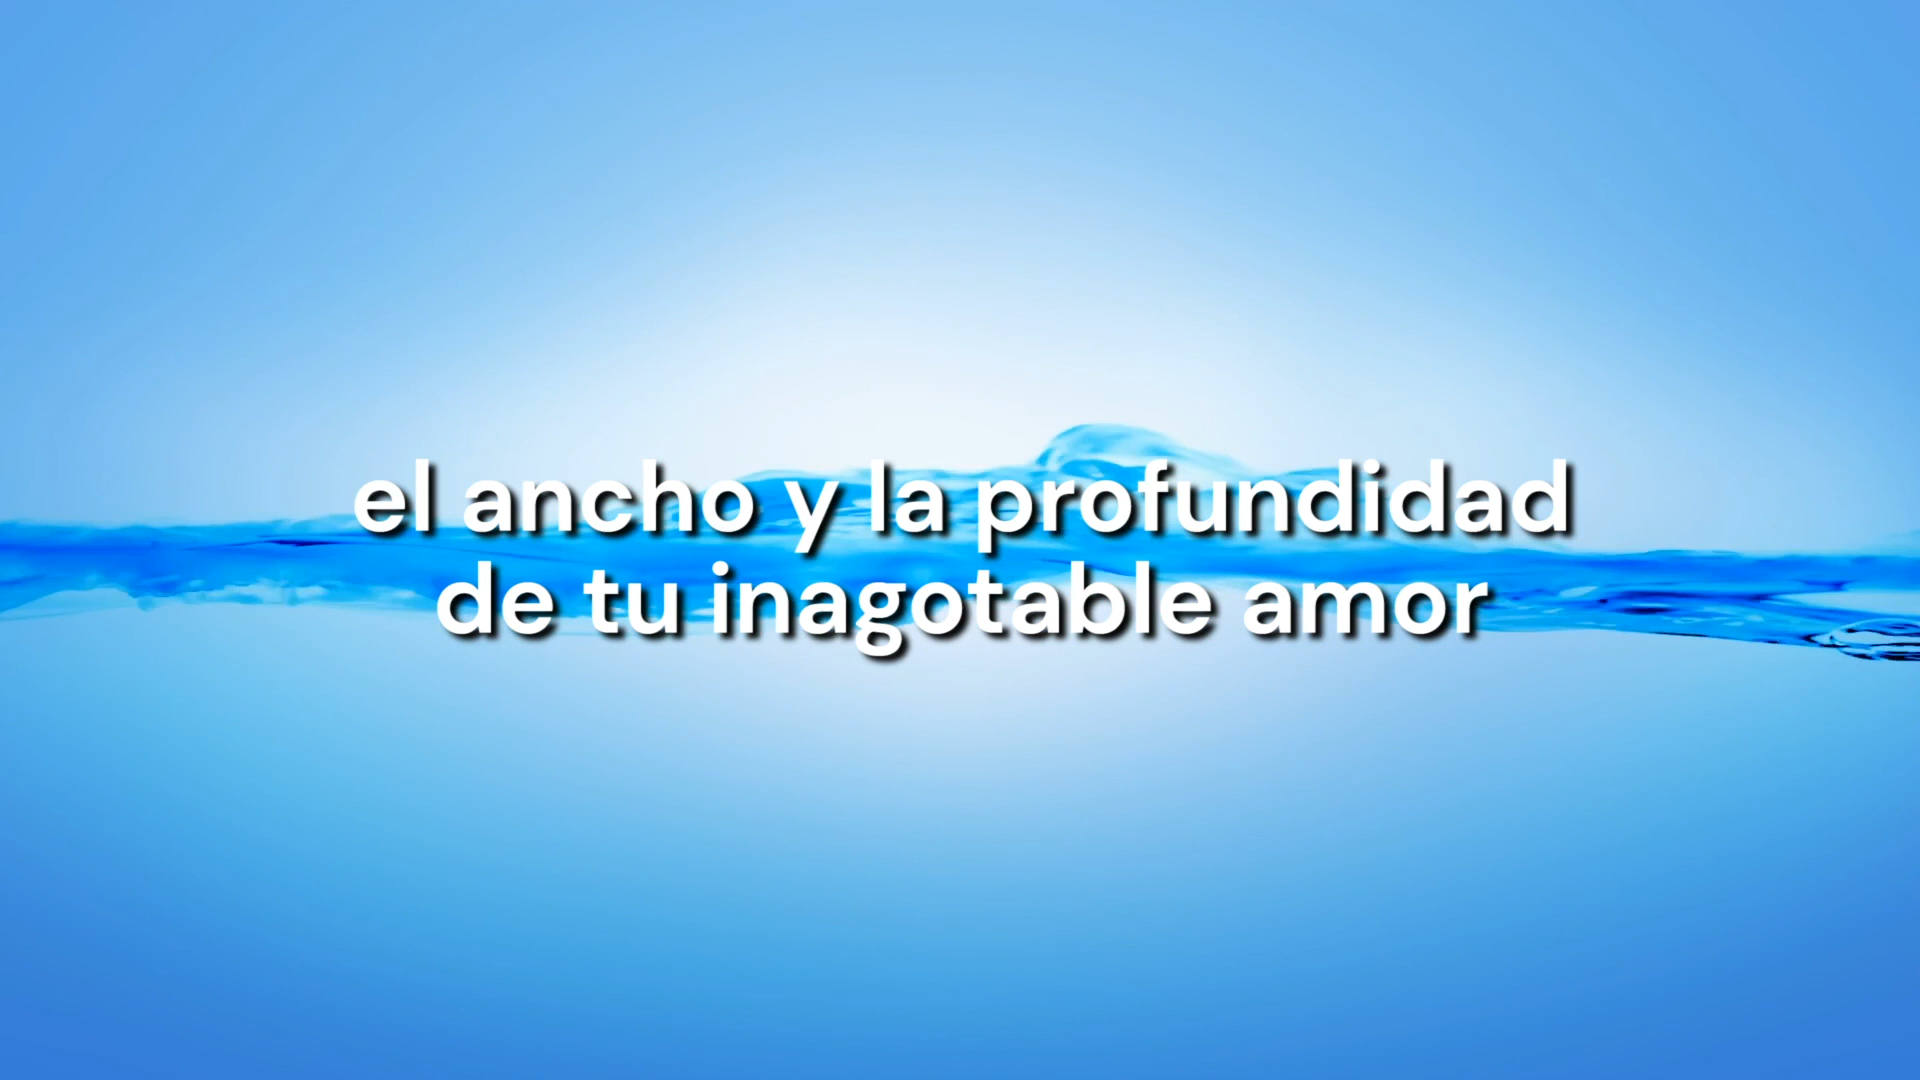 el ancho y la profundidad
de tu inagotable amor